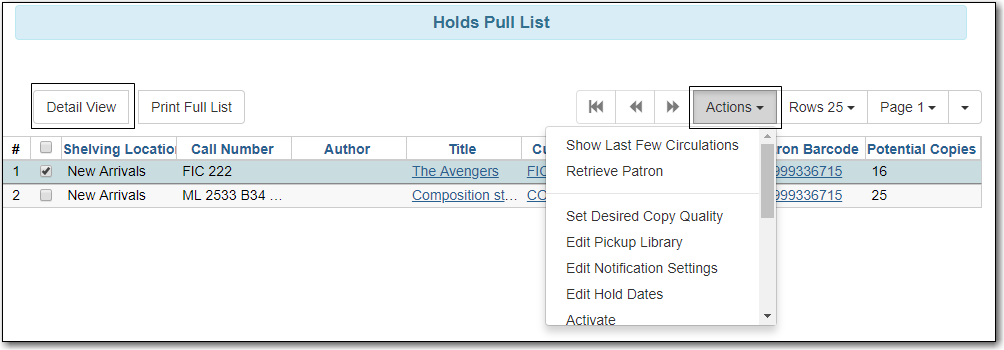 Holds Pull List
Detail View Print Full List Actions Rows 25 Page 1
# Shelving Location Call Number Author Title Cu ron Barcode Potential Copies
1 New Arrivals FIC 222 The Avengers FIC 999336715 16
2 New Arrivals ML 2533 B34 ... Composition st... CO 999336715 25
Show Last Few Circulations
Retrieve Patron
Set Desired Copy Quality
Edit Pickup Library
Edit Notification Settings
Edit Hold Dates
Activate